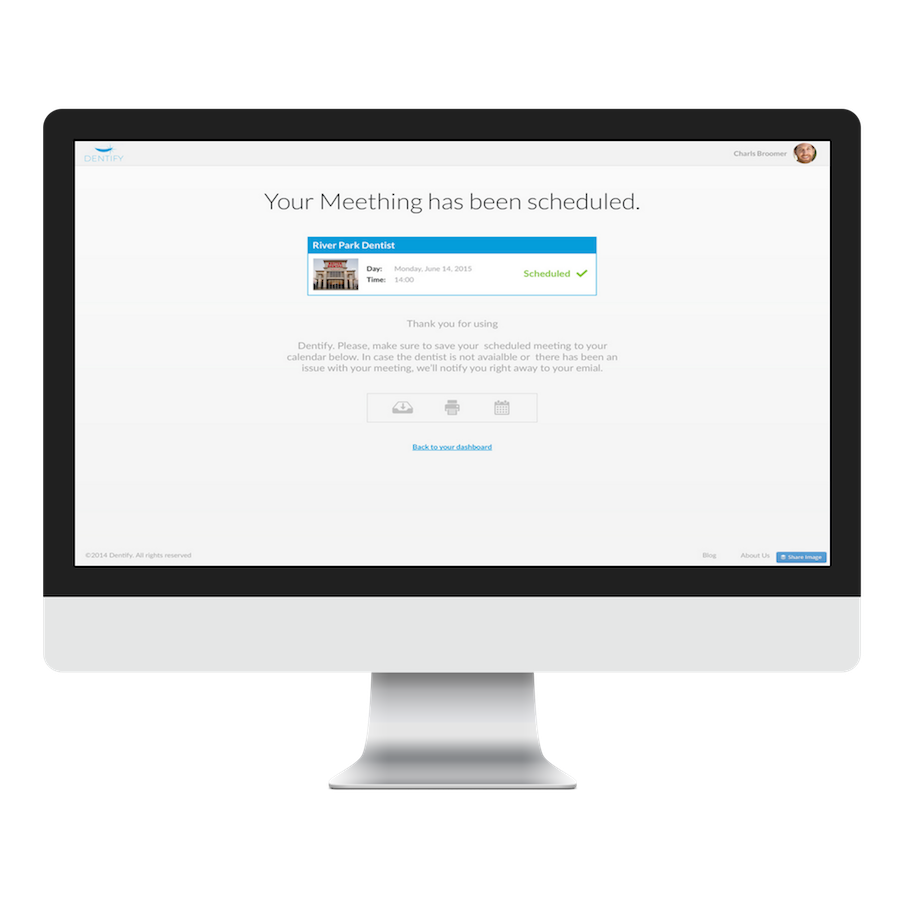 DENTIFY
Charls Broomer
Your Meething has been scheduled.
River Park Dentist
Day: Monday, June 14, 2015
Time: 14:00
Scheduled
Thank you for using
Dentify. Please, make sure to save your scheduled meeting to your
calendar below. In case the dentist is not avaialble or there has been an
issue with your meeting, we'll notify you right away to your emial.
Back to your dashboard
©2014 Dentify. All rights reserved
Blog
About Us
Share Image